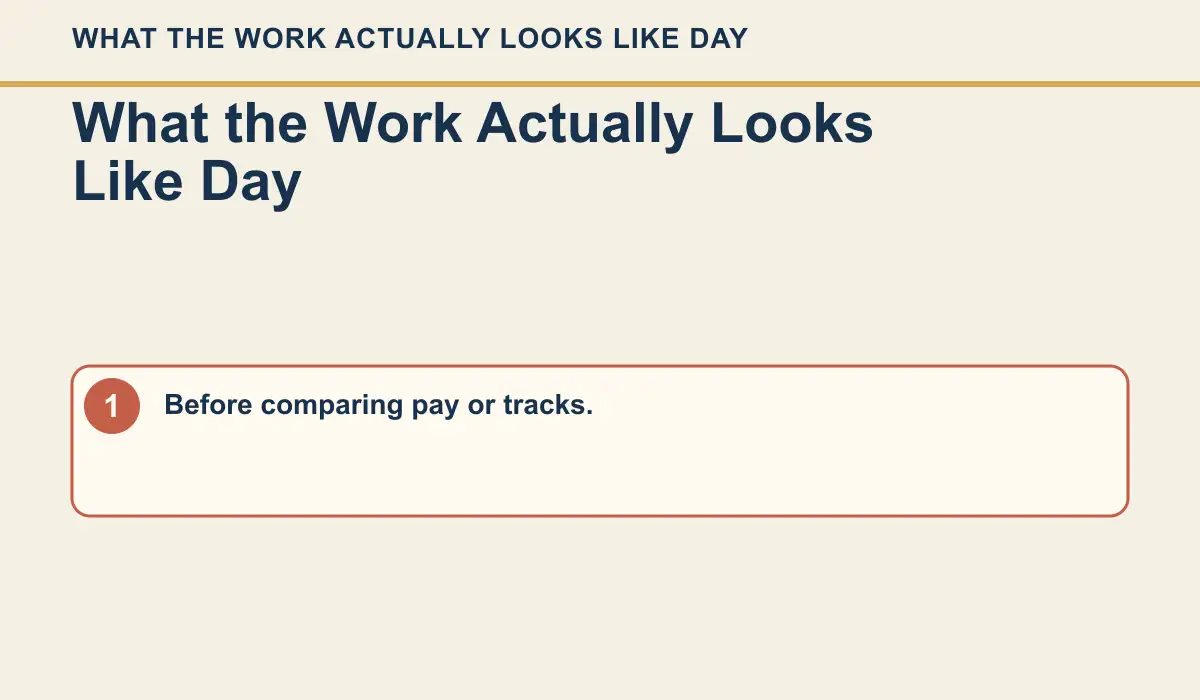 WHAT THE WORK ACTUALLY LOOKS LIKE DAY
What the Work Actually Looks
Like Day
1
Before comparing pay or tracks.